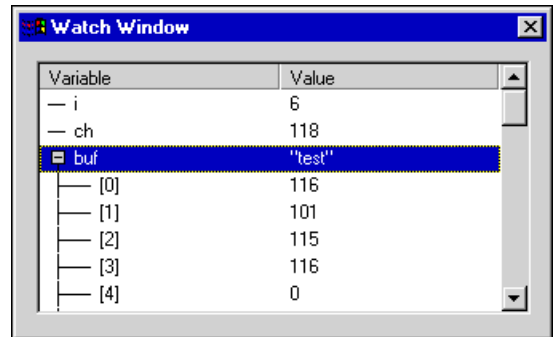 Watch Window
Variable Value
i 6
ch 118
buf "test"
[0] 116
[1] 101
[2] 115
[3] 116
[4] 0